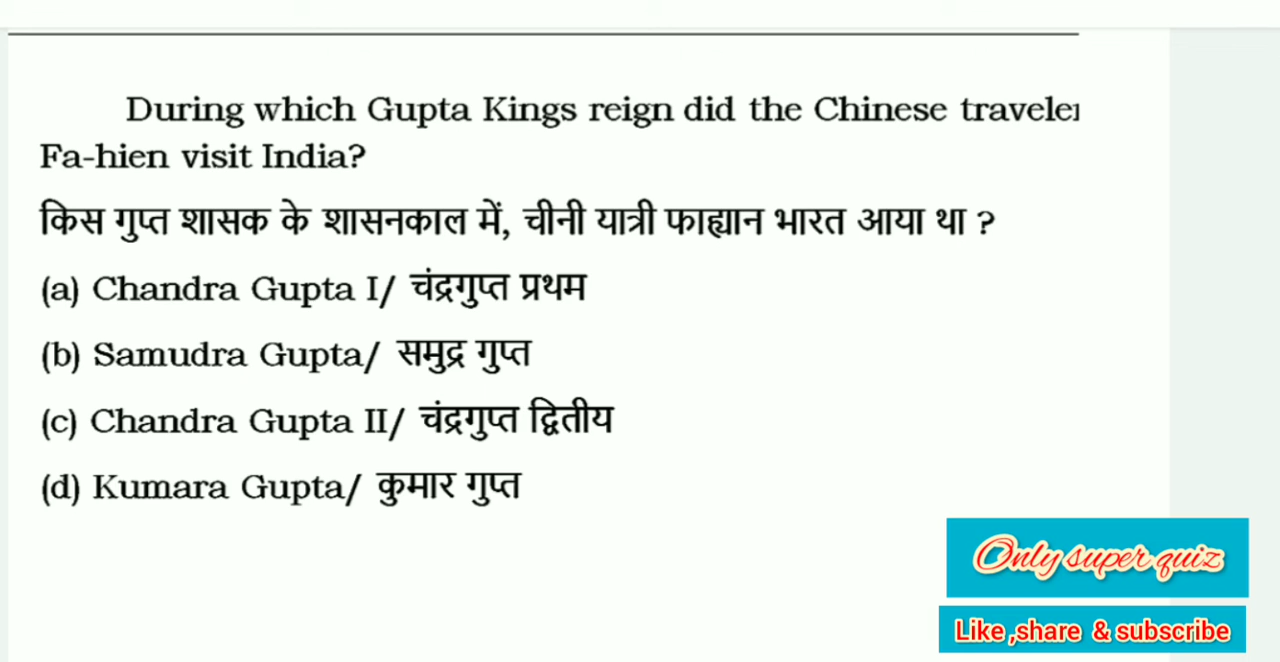 During which Gupta Kings reign did the Chinese traveler
Fa-hien visit India?
किस गुप्त शासक के शासनकाल में, चीनी यात्री फाह्यान भारत आया था ?
(a) Chandra Gupta I/ चंद्रगुप्त प्रथम
(b) Samudra Gupta/ समुद्र गुप्त
(c) Chandra Gupta II/ चंद्रगुप्त द्वितीय
(d) Kumara Gupta/ कुमार गुप्त
Only super quiz
Like ,share & subscribe